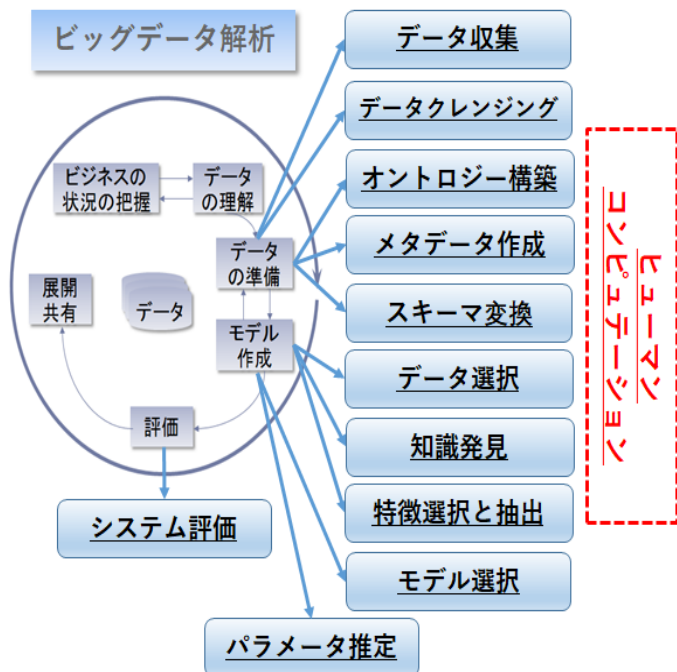 ビッグデータ解析
データ収集
データクレンジング
オントロジー構築
メタデータ作成
スキーマ変換
データ選択
知識発見
特徴選択と抽出
モデル選択
パラメータ推定
システム評価
ビジネスの
状況の把握
データ
の理解
データ
の準備
モデル
作成
評価
展開
共有
データ
ヒューマン
コンピュテーション